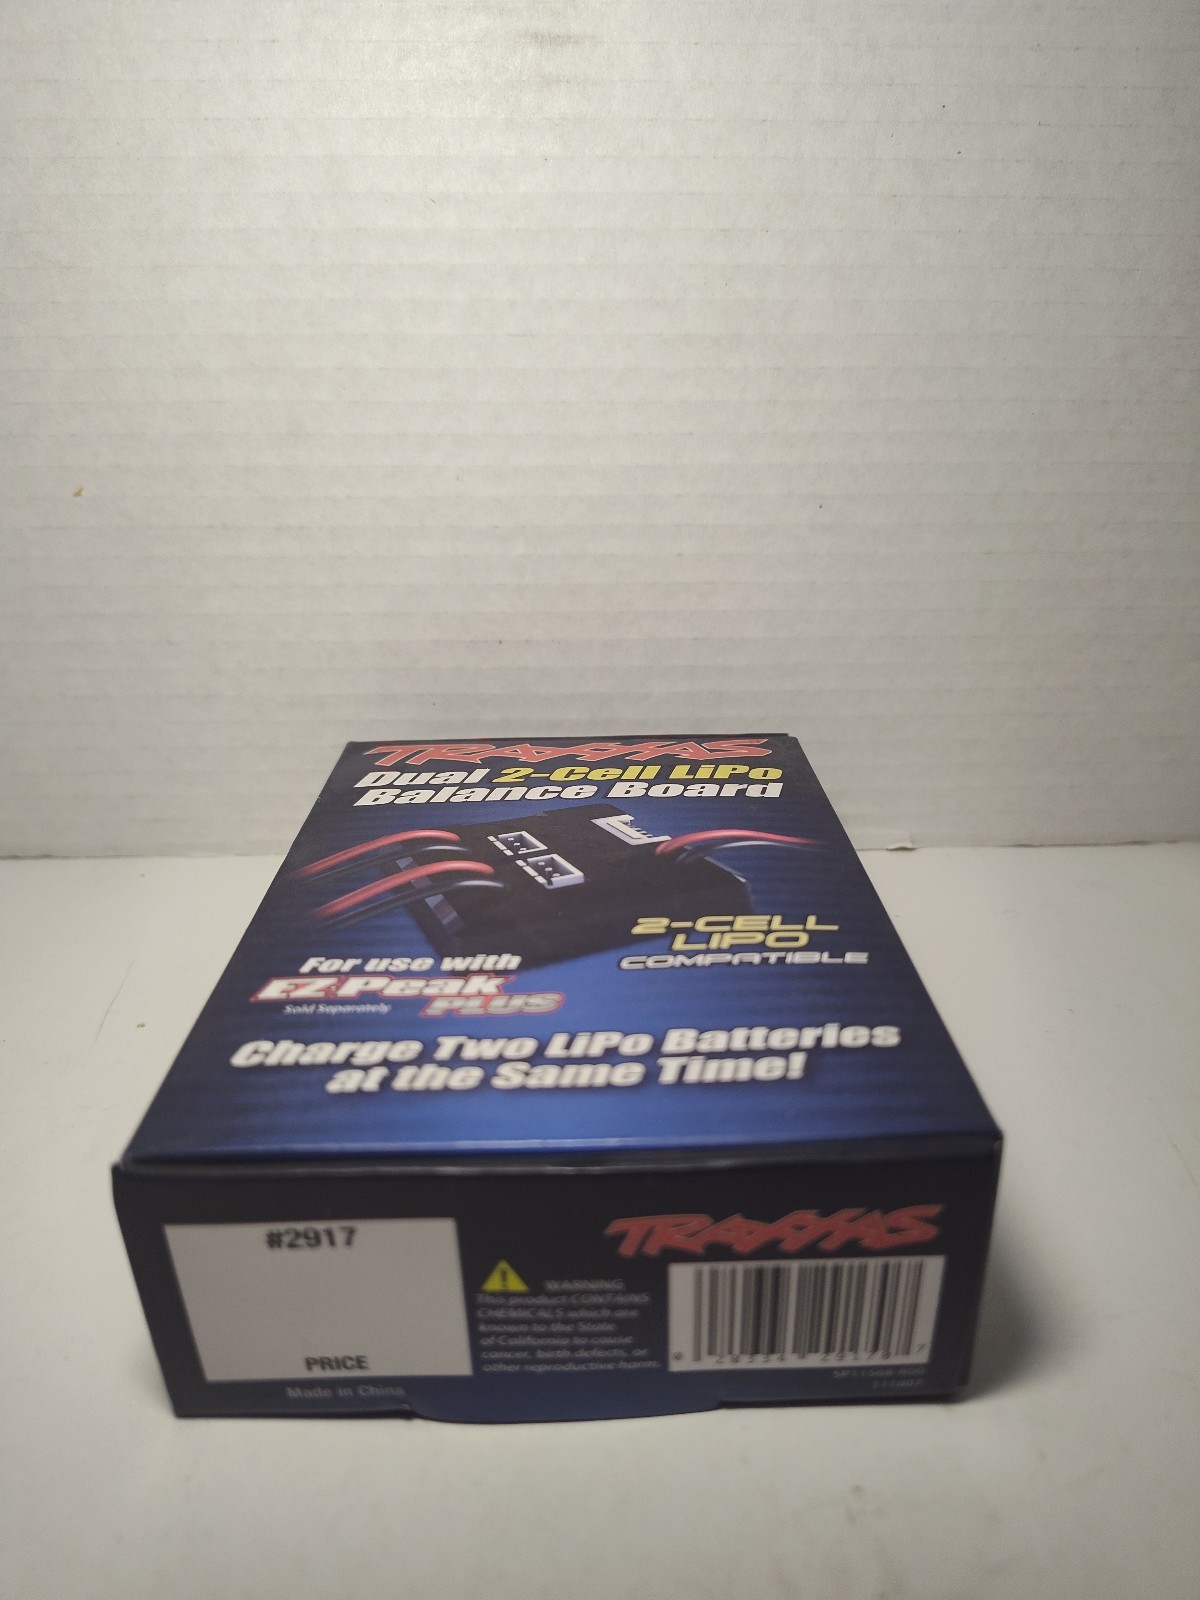 TRAXXAS
Dual 2-Cell LiPo
Balance Board
2-CELL
LIPO
COMPATIBLE
For use with
EZ-Peak
PLUS
Sold Separately
Charge Two LiPo Batteries
at the Same Time!
#2917
PRICE
Made in China
WARNING
This product CONTAINS
CHEMICALS which are
known to the State
of California to cause
cancer, birth defects, or
other reproductive harm.
TRAXXAS